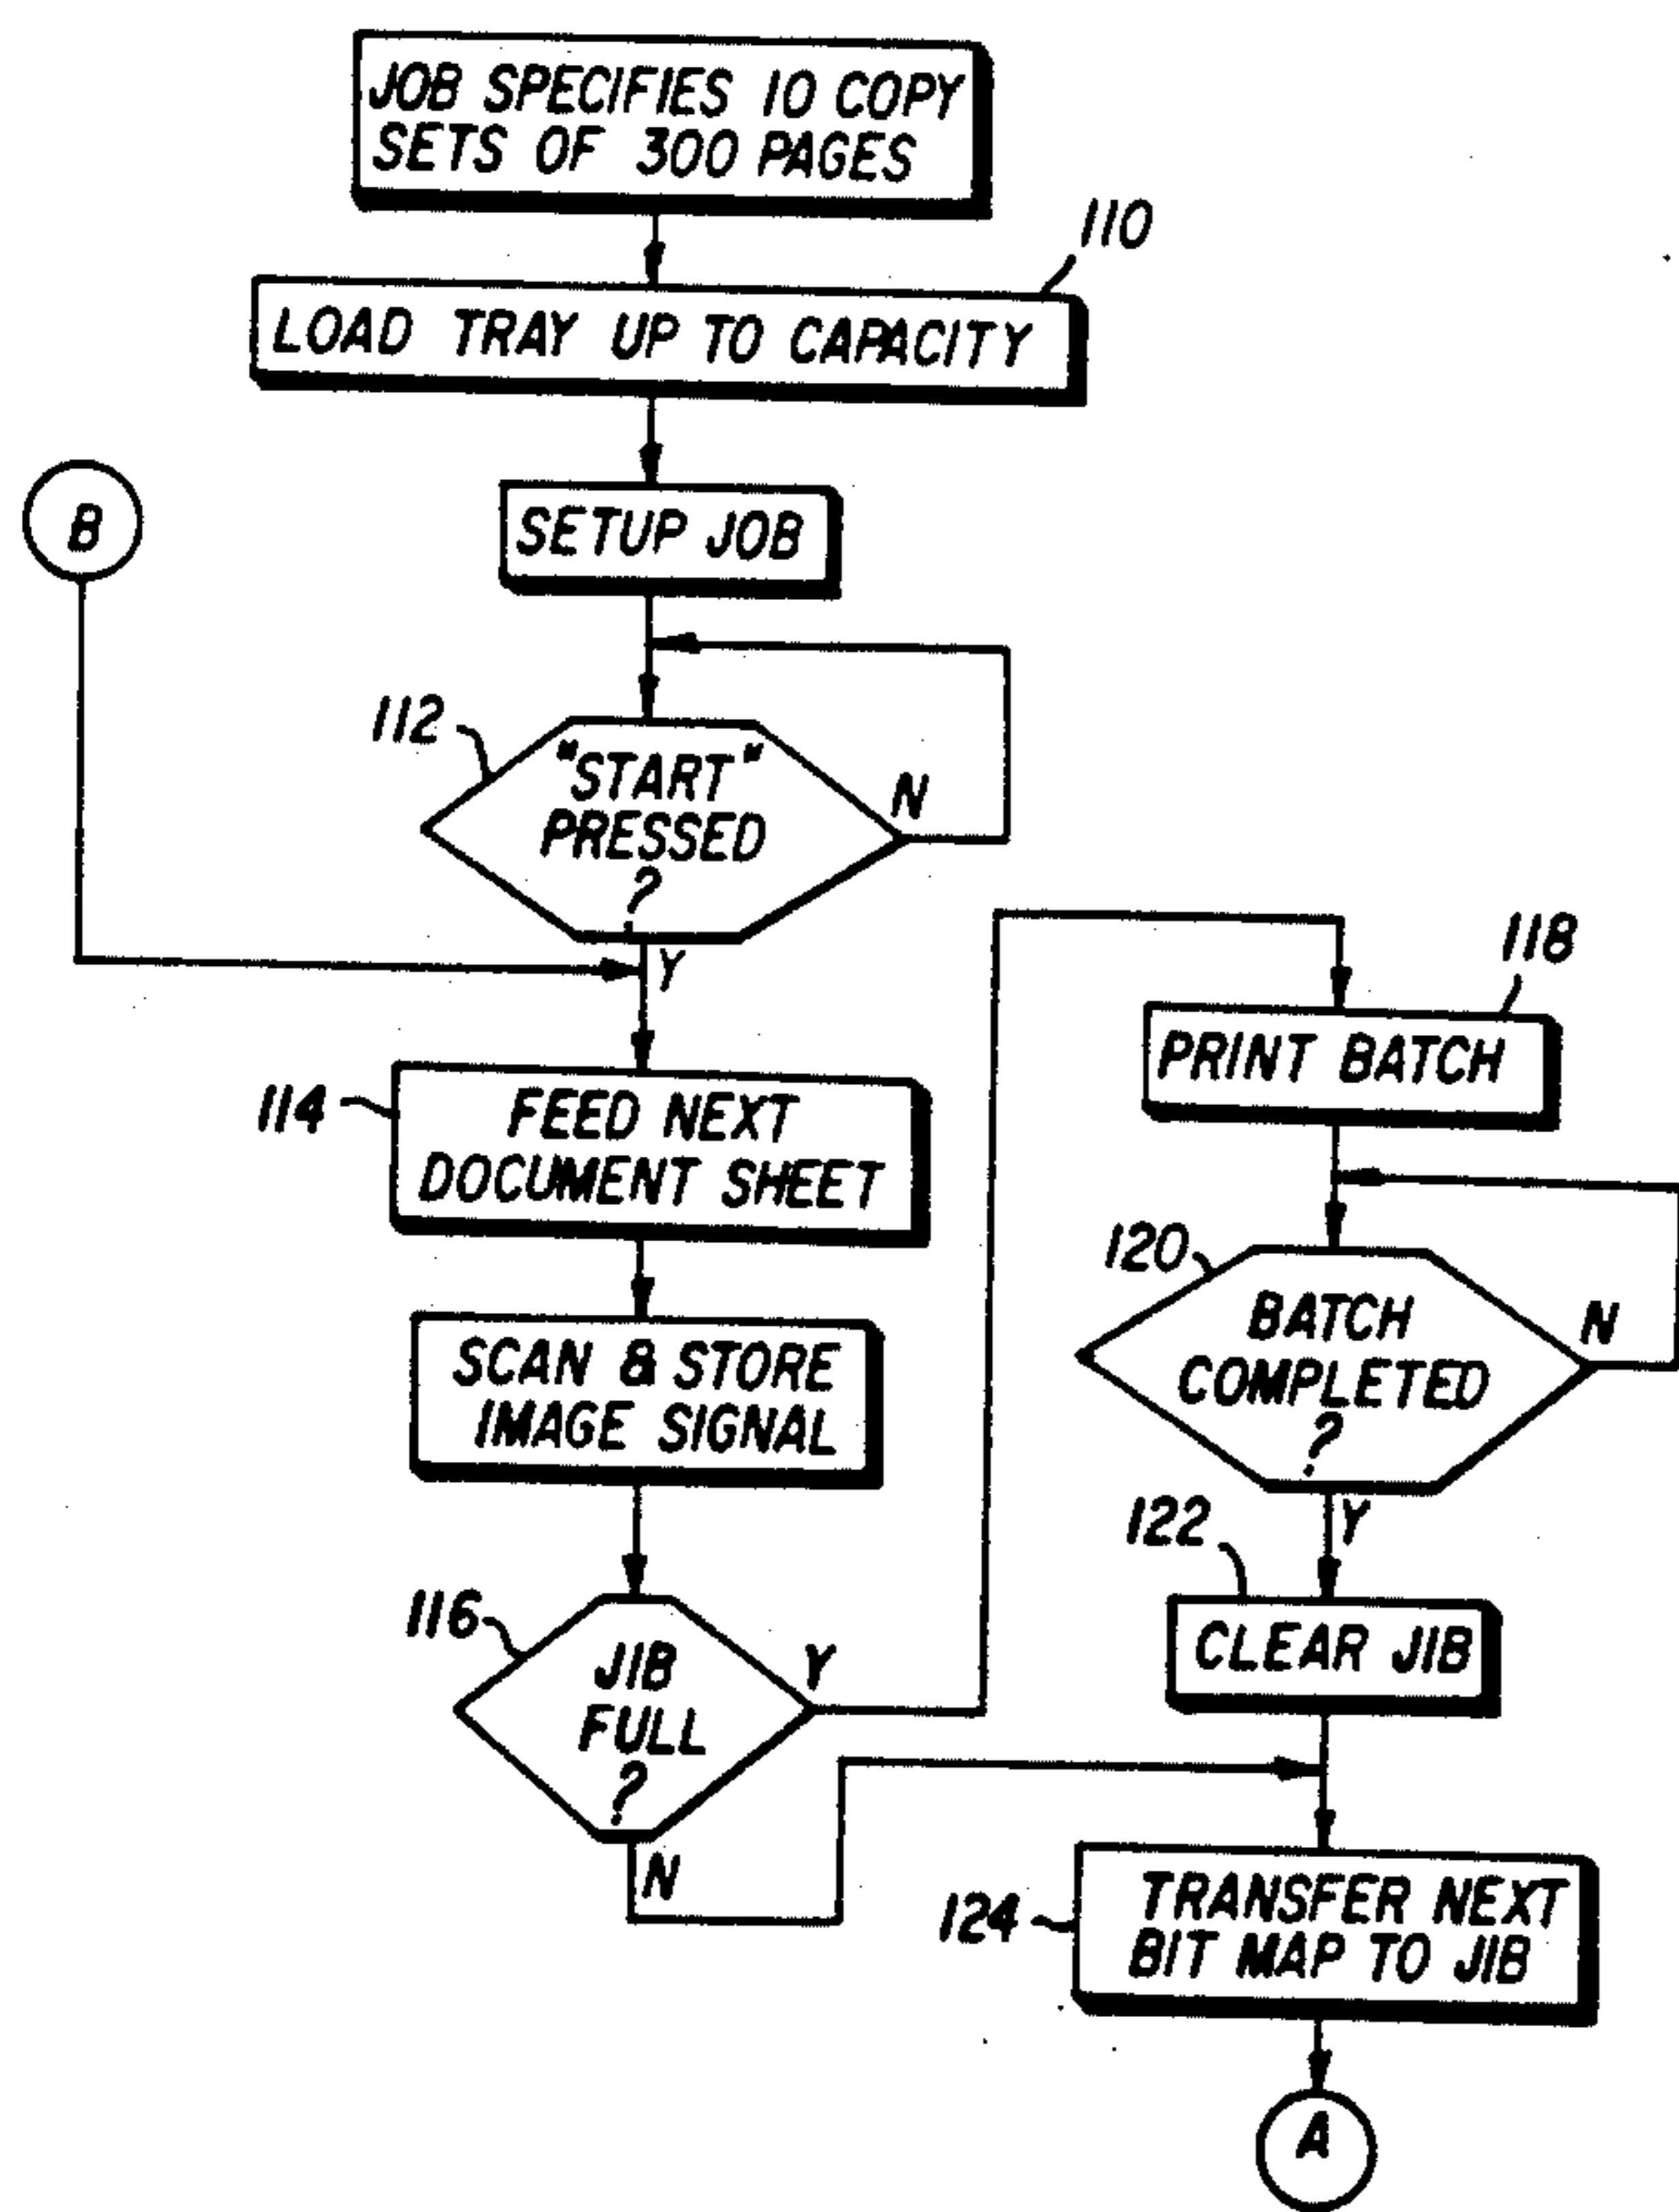 JOB SPECIFIES 10 COPY
SETS OF 300 PAGES
110
LOAD TRAY UP TO CAPACITY
B
SETUP JOB
112
"START"
PRESSED
?
N
Y
114
FEED NEXT
DOCUMENT SHEET
SCAN & STORE
IMAGE SIGNAL
116
JIB
FULL
?
Y
N
118
PRINT BATCH
120
BATCH
COMPLETED
?
N
Y
122
CLEAR JIB
124
TRANSFER NEXT
BIT MAP TO JIB
A